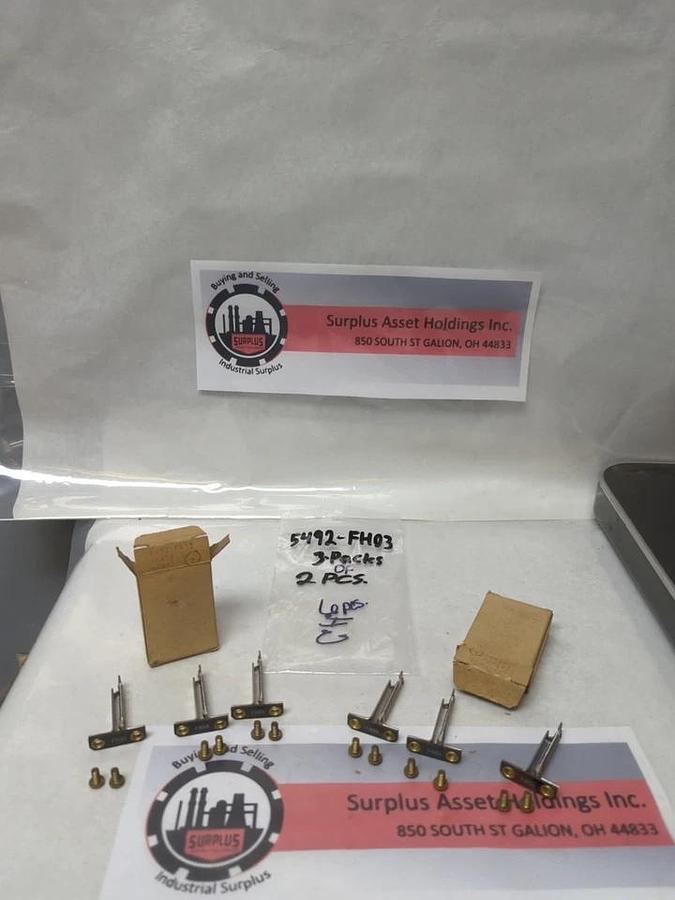 Buying and Selling
SURPLUS
Industrial Surplus
Surplus Asset Holdings Inc.
850 SOUTH ST GALION, OH 44833
5492-FH03
3-Packs
OF
2 PCS.
6 pcs.
Buying and Selling
SURPLUS
Industrial Surplus
Surplus Asset Holdings Inc.
850 SOUTH ST GALION, OH 44833